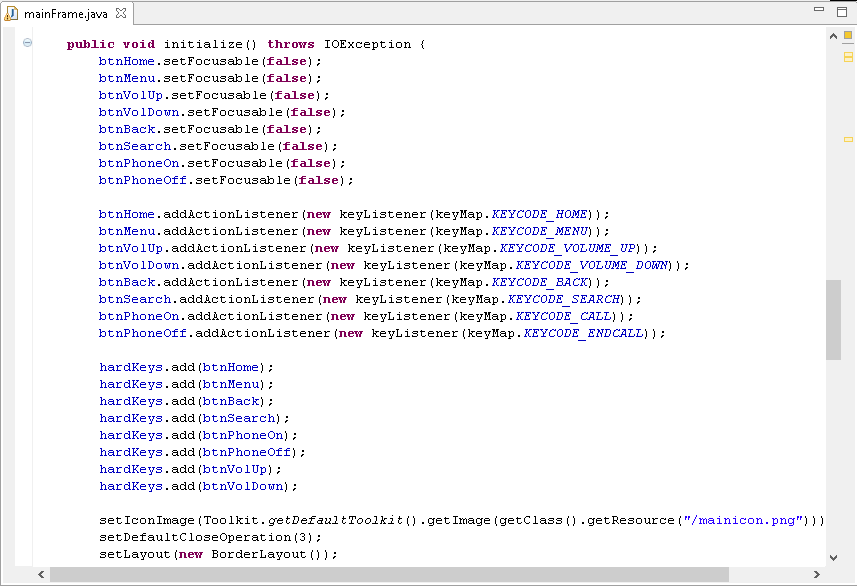 mainFrame.java
public void initialize() throws IOException {
btnHome.setFocusable(false);
btnMenu.setFocusable(false);
btnVolUp.setFocusable(false);
btnVolDown.setFocusable(false);
btnBack.setFocusable(false);
btnSearch.setFocusable(false);
btnPhoneOn.setFocusable(false);
btnPhoneOff.setFocusable(false);
btnHome.addActionListener(new keyListener(keyMap.KEYCODE_HOME));
btnMenu.addActionListener(new keyListener(keyMap.KEYCODE_MENU));
btnVolUp.addActionListener(new keyListener(keyMap.KEYCODE_VOLUME_UP));
btnVolDown.addActionListener(new keyListener(keyMap.KEYCODE_VOLUME_DOWN));
btnBack.addActionListener(new keyListener(keyMap.KEYCODE_BACK));
btnSearch.addActionListener(new keyListener(keyMap.KEYCODE_SEARCH));
btnPhoneOn.addActionListener(new keyListener(keyMap.KEYCODE_CALL));
btnPhoneOff.addActionListener(new keyListener(keyMap.KEYCODE_ENDCALL));
hardKeys.add(btnHome);
hardKeys.add(btnMenu);
hardKeys.add(btnBack);
hardKeys.add(btnSearch);
hardKeys.add(btnPhoneOn);
hardKeys.add(btnPhoneOff);
hardKeys.add(btnVolUp);
hardKeys.add(btnVolDown);
setIconImage(Toolkit.getDefaultToolkit().getImage(getClass().getResource("/mainicon.png")))
setDefaultCloseOperation(3);
setLayout(new BorderLayout());